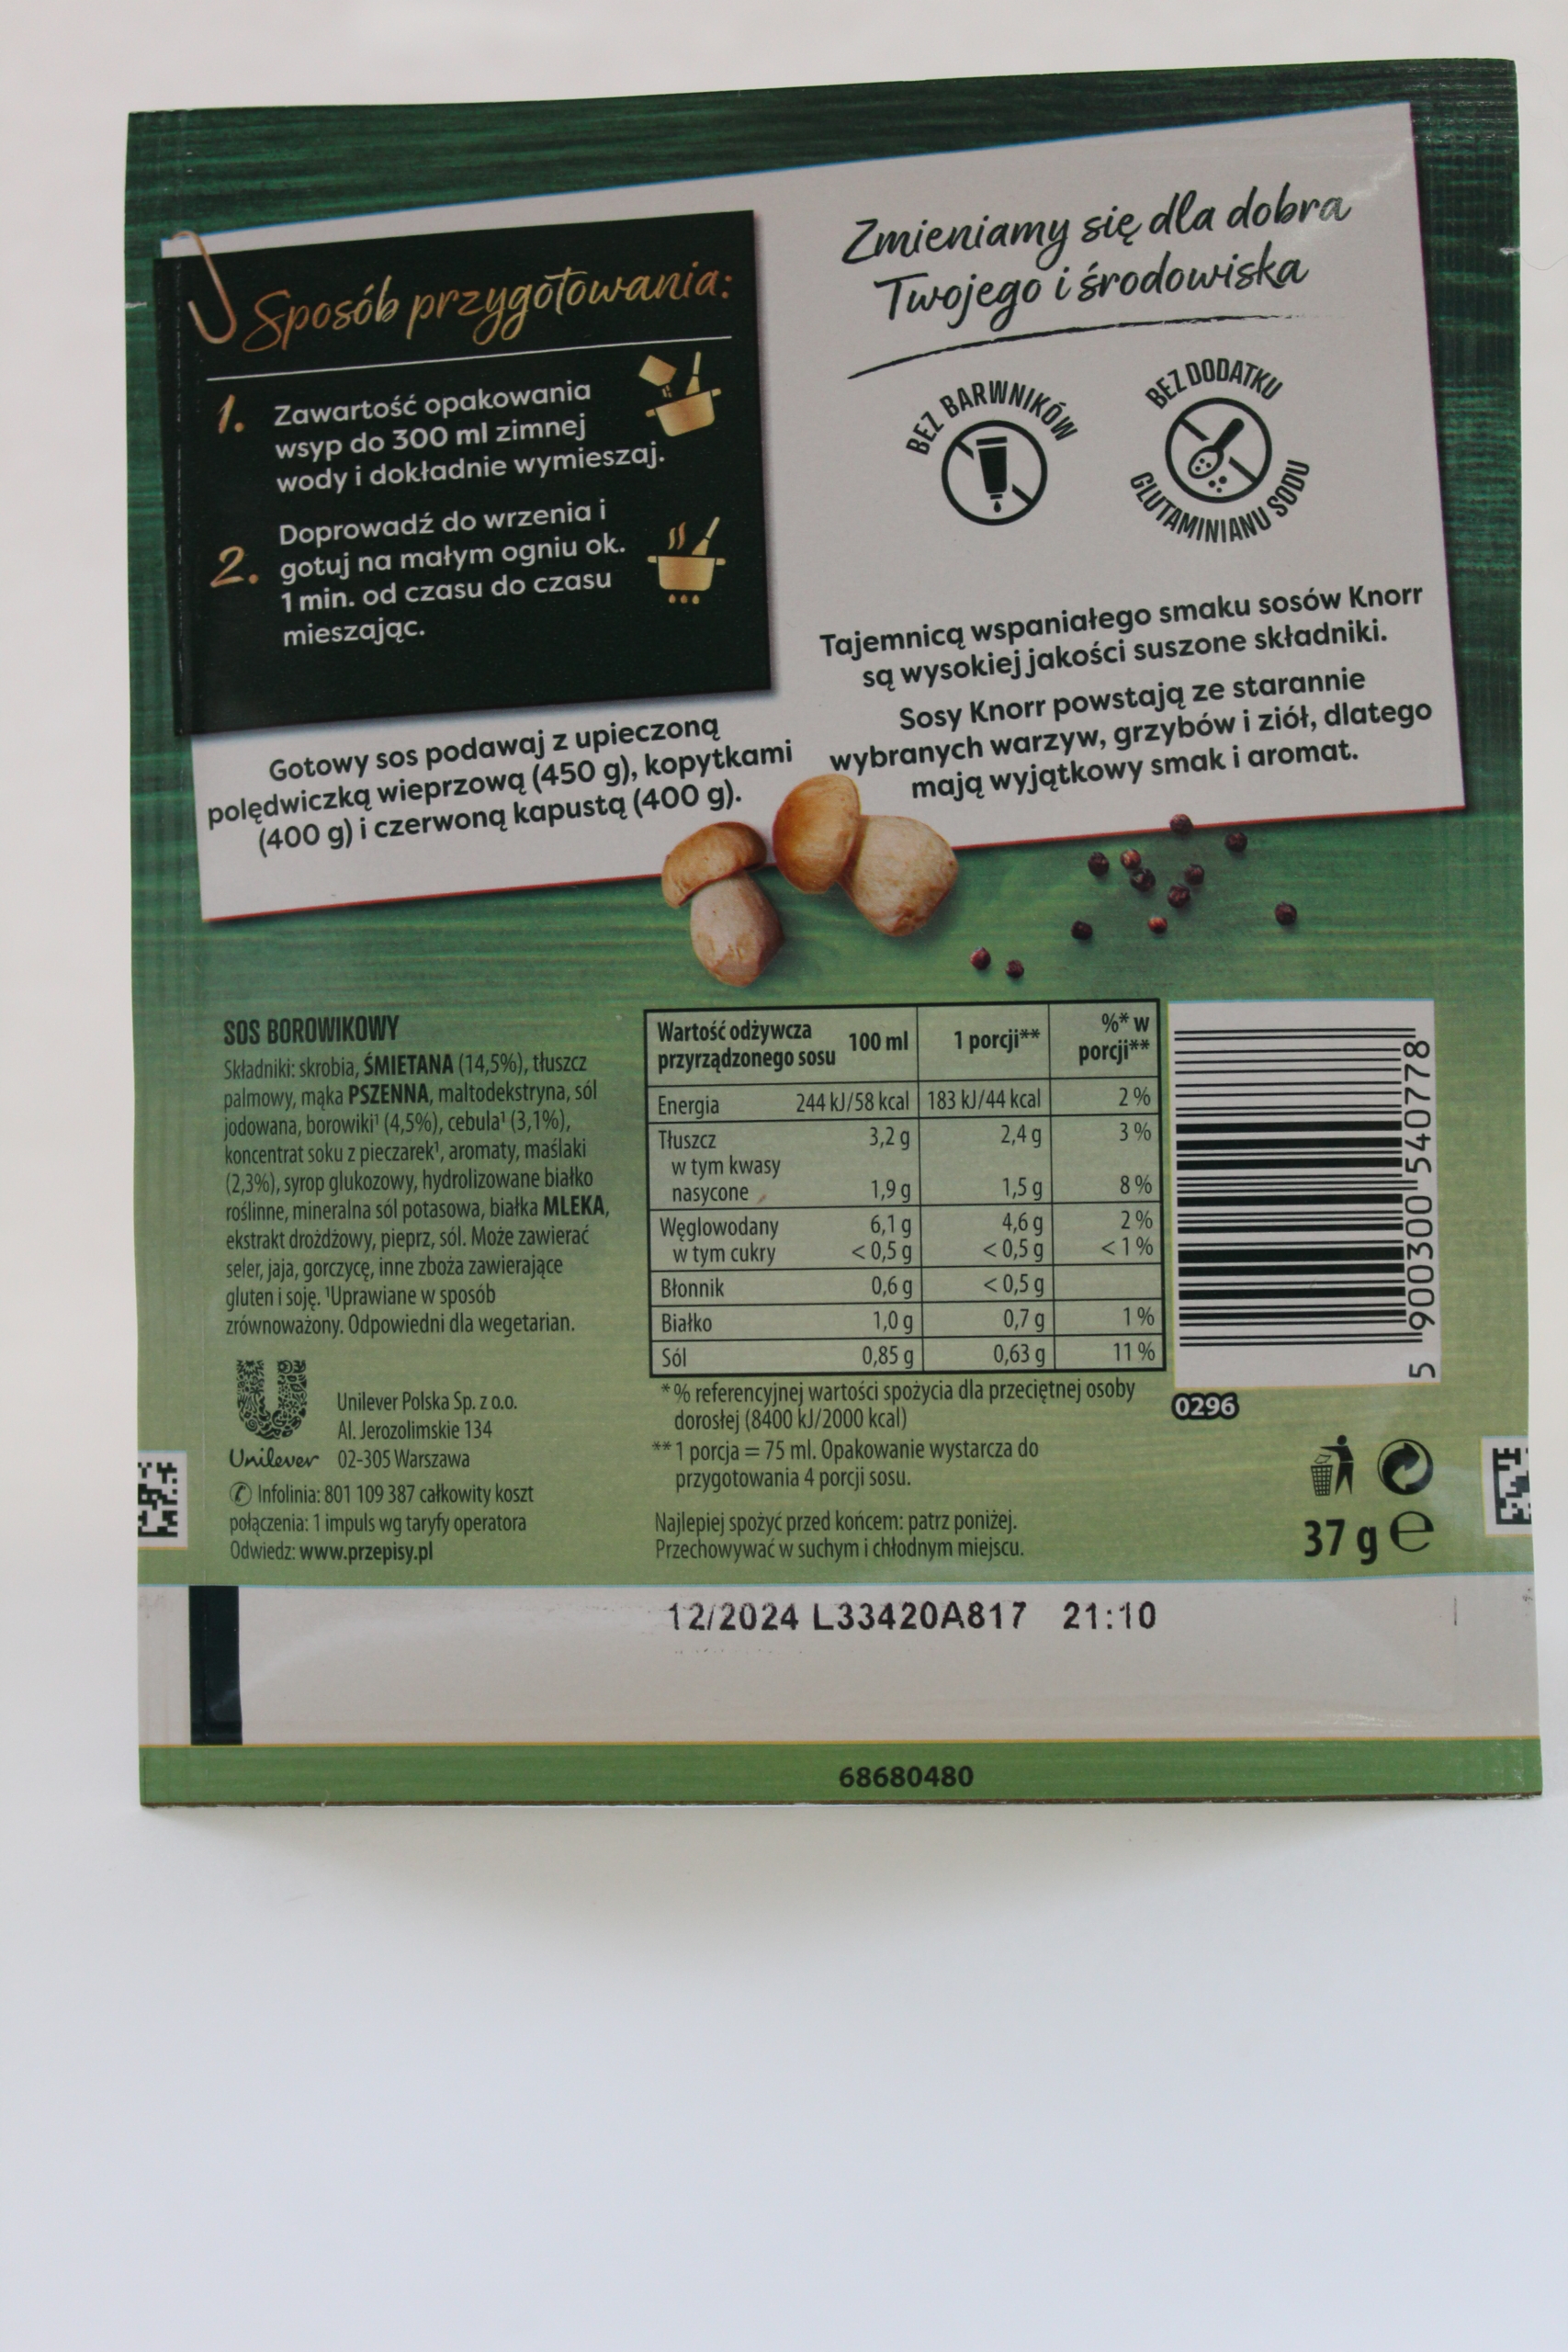 Sposób przygotowania:
1. Zawartość opakowania
wsyp do 300 ml zimnej
wody i dokładnie wymieszaj.
2. Doprowadź do wrzenia i
gotuj na małym ogniu ok.
1 min. od czasu do czasu
mieszając.
Gotowy sos podawaj z upieczoną
polędwiczką wieprzową (450 g), kopytkami
(400 g) i czerwoną kapustą (400 g).
Zmieniamy się dla dobra
Twojego i środowiska
BEZ BARWNIKÓW
BEZ DODATKU
GLUTAMINIANU SODU
Tajemnicą wspaniałego smaku sosów Knorr
są wysokiej jakości suszone składniki.
Sosy Knorr powstają ze starannie
wybranych warzyw, grzybów i ziół, dlatego
mają wyjątkowy smak i aromat.
SOS BOROWIKOWY
Składniki: skrobia, ŚMIETANA (14,5%), tłuszcz
palmowy, mąka PSZENNA, maltodekstryna, sól
jodowana, borowiki¹ (4,5%), cebula¹ (3,1%),
koncentrat soku z pieczarek¹, aromaty, maślaki
(2,3%), syrop glukozowy, hydrolizowane białko
roślinne, mineralna sól potasowa, białka MLEKA,
ekstrakt drożdżowy, pieprz, sól. Może zawierać
seler, jaja, gorczycę, inne zboża zawierające
gluten i soję. ¹Uprawiane w sposób
zrównoważony. Odpowiedni dla wegetarian.
Unilever
Unilever Polska Sp. z o.o.
Al. Jerozolimskie 134
02-305 Warszawa
✆ Infolinia: 801 109 387 całkowity koszt
połączenia: 1 impuls wg taryfy operatora
Odwiedź: www.przepisy.pl
Wartość odżywcza
przyrządzonego sosu 100 ml 1 porcji** %* w
porcji**
Energia 244 kJ/58 kcal 183 kJ/44 kcal 2 %
Tłuszcz 3,2 g 2,4 g 3 %
w tym kwasy
nasycone 1,9 g 1,5 g 8 %
Węglowodany 6,1 g 4,6 g 2 %
w tym cukry < 0,5 g < 0,5 g < 1 %
Błonnik 0,6 g < 0,5 g
Białko 1,0 g 0,7 g 1 %
Sól 0,85 g 0,63 g 11 %
* % referencyjnej wartości spożycia dla przeciętnej osoby
dorosłej (8400 kJ/2000 kcal)
** 1 porcja = 75 ml. Opakowanie wystarcza do
przygotowania 4 porcji sosu.
Najlepiej spożyć przed końcem: patrz poniżej.
Przechowywać w suchym i chłodnym miejscu.
5 900300 540778
0296
37 g e
12/2024 L33420A817 21:10
68680480